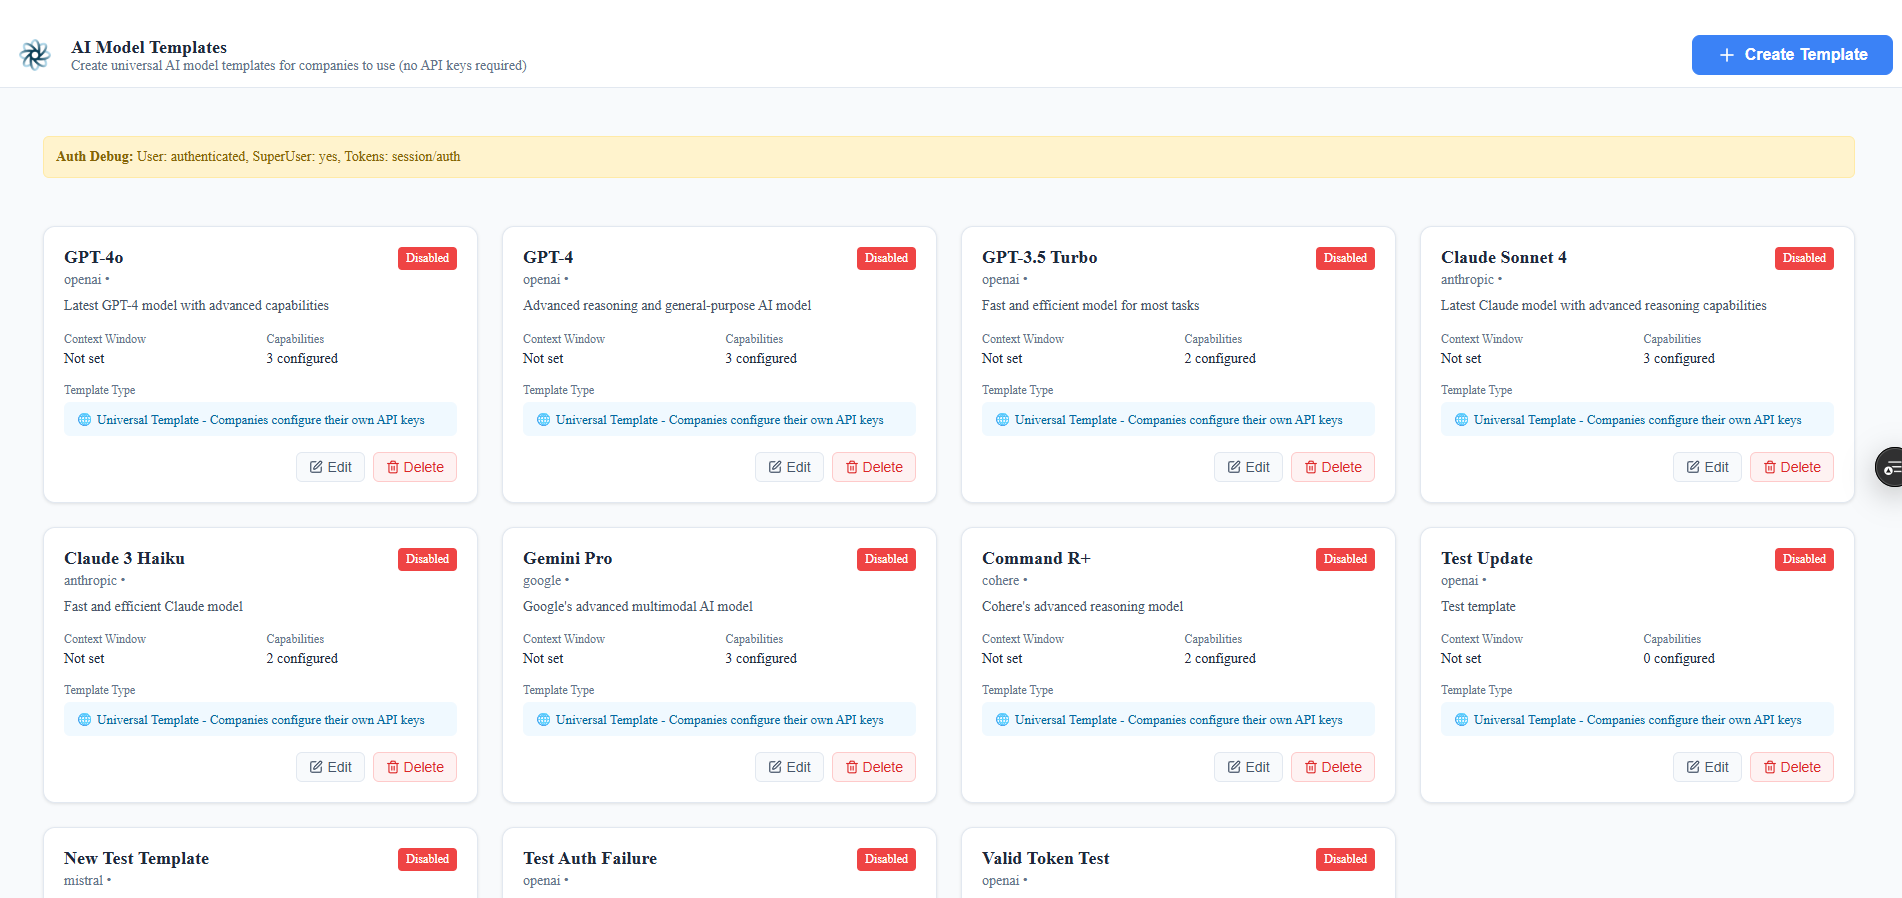 AI Model Templates
Create universal AI model templates for companies to use (no API keys required)
Create Template
Auth Debug: User: authenticated, SuperUser: yes, Tokens: session/auth
GPT-4o
Disabled
openai •
Latest GPT-4 model with advanced capabilities
Context Window
Capabilities
Not set
3 configured
Template Type
Universal Template - Companies configure their own API keys
Edit
Delete
GPT-4
Disabled
openai •
Advanced reasoning and general-purpose AI model
Context Window
Capabilities
Not set
3 configured
Template Type
Universal Template - Companies configure their own API keys
Edit
Delete
GPT-3.5 Turbo
Disabled
openai •
Fast and efficient model for most tasks
Context Window
Capabilities
Not set
2 configured
Template Type
Universal Template - Companies configure their own API keys
Edit
Delete
Claude Sonnet 4
Disabled
anthropic •
Latest Claude model with advanced reasoning capabilities
Context Window
Capabilities
Not set
3 configured
Template Type
Universal Template - Companies configure their own API keys
Edit
Delete
Claude 3 Haiku
Disabled
anthropic •
Fast and efficient Claude model
Context Window
Capabilities
Not set
2 configured
Template Type
Universal Template - Companies configure their own API keys
Edit
Delete
Gemini Pro
Disabled
google •
Google's advanced multimodal AI model
Context Window
Capabilities
Not set
3 configured
Template Type
Universal Template - Companies configure their own API keys
Edit
Delete
Command R+
Disabled
cohere •
Cohere's advanced reasoning model
Context Window
Capabilities
Not set
2 configured
Template Type
Universal Template - Companies configure their own API keys
Edit
Delete
Test Update
Disabled
openai •
Test template
Context Window
Capabilities
Not set
0 configured
Template Type
Universal Template - Companies configure their own API keys
Edit
Delete
New Test Template
Disabled
mistral •
Test Auth Failure
Disabled
openai •
Valid Token Test
Disabled
openai •